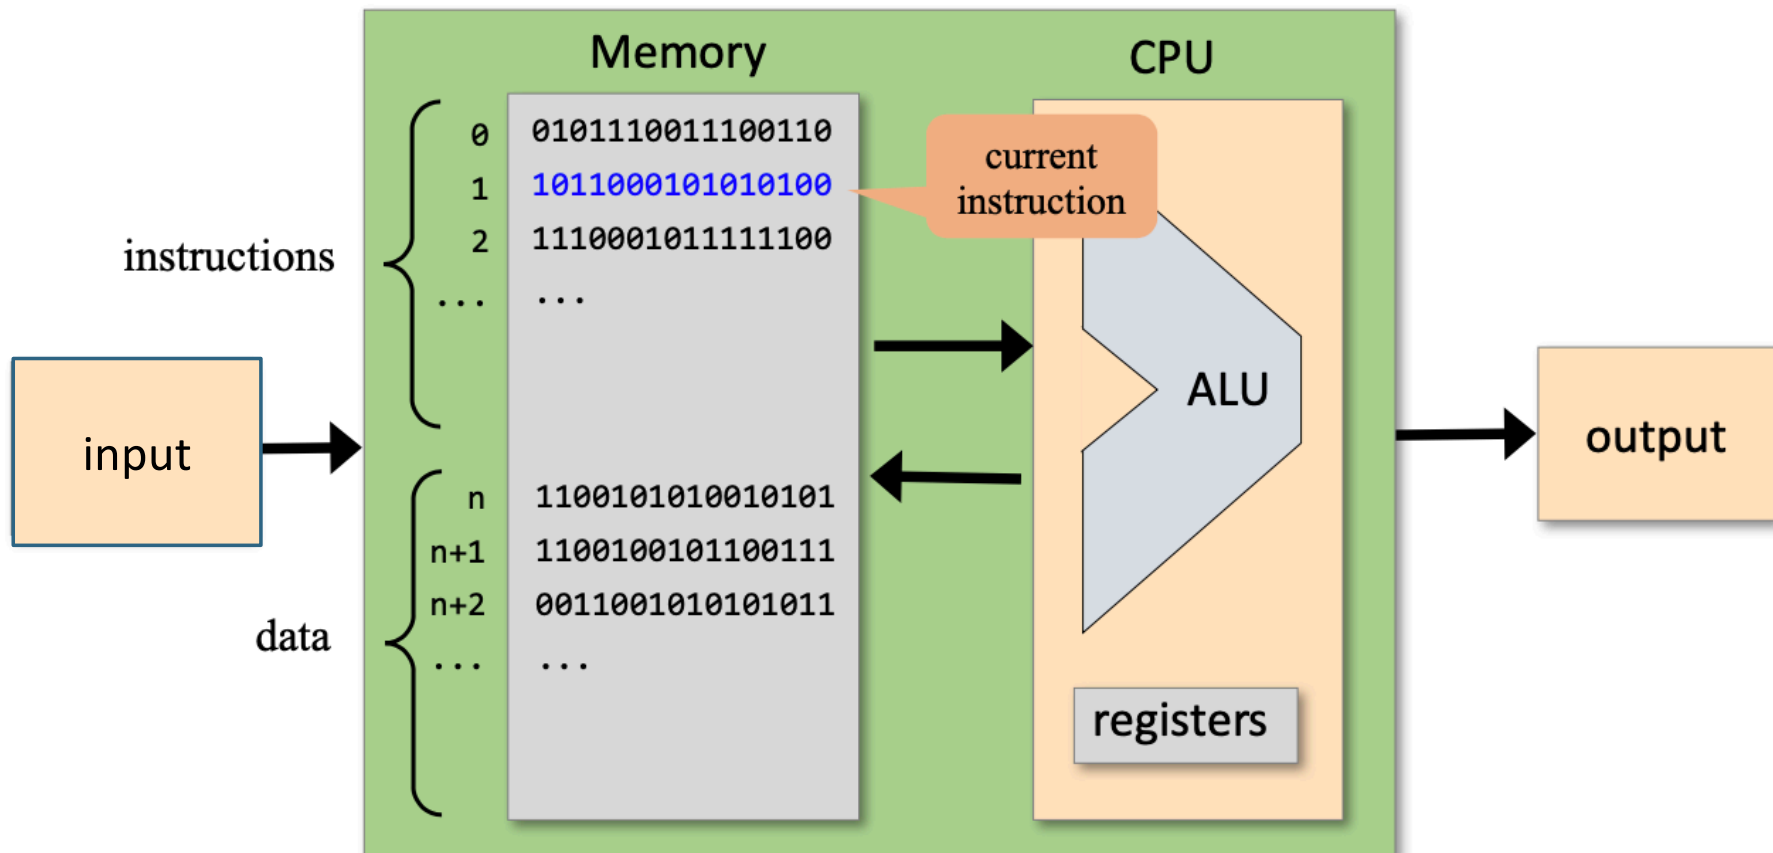 Memory
CPU
0 0101110011100110
1 1011000101010100
2 1110001011111100
... ...
current
instruction
instructions
ALU
input
output
n 1100101010010101
n+1 1100100101100111
n+2 0011001010101011
... ...
data
registers